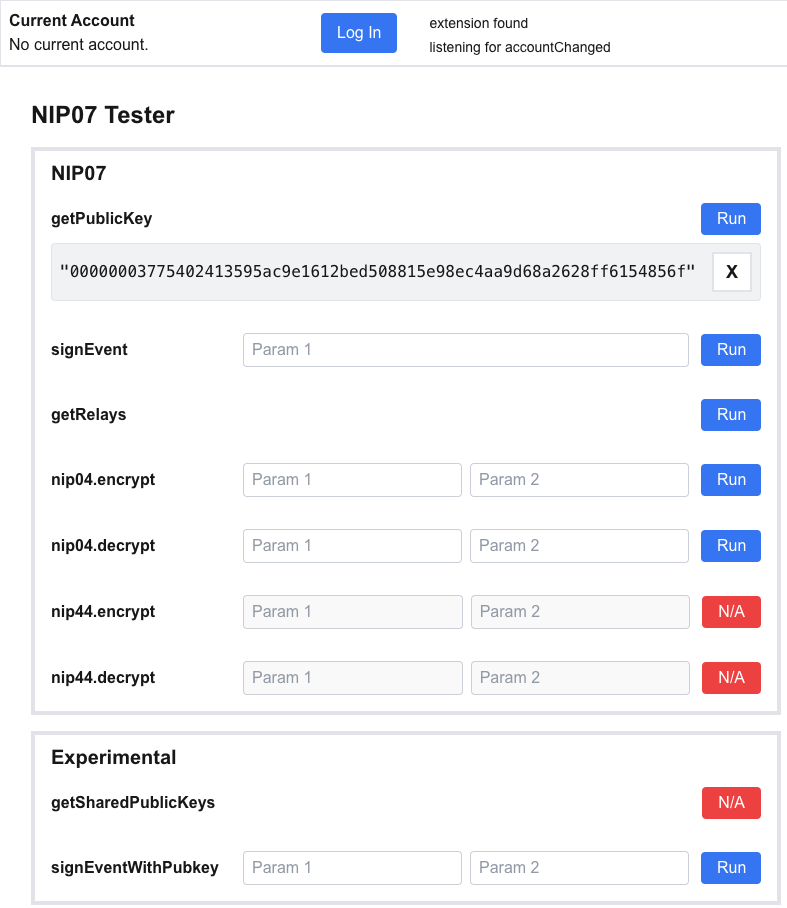 Current Account
No current account.
Log In
extension found
listening for accountChanged
NIP07 Tester
NIP07
getPublicKey
Run
"00000003775402413595ac9e1612bed508815e98ec4aa9d68a2628ff6154856f"
X
signEvent
Param 1
Run
getRelays
Run
nip04.encrypt
Param 1
Param 2
Run
nip04.decrypt
Param 1
Param 2
Run
nip44.encrypt
Param 1
Param 2
N/A
nip44.decrypt
Param 1
Param 2
N/A
Experimental
getSharedPublicKeys
N/A
signEventWithPubkey
Param 1
Param 2
Run